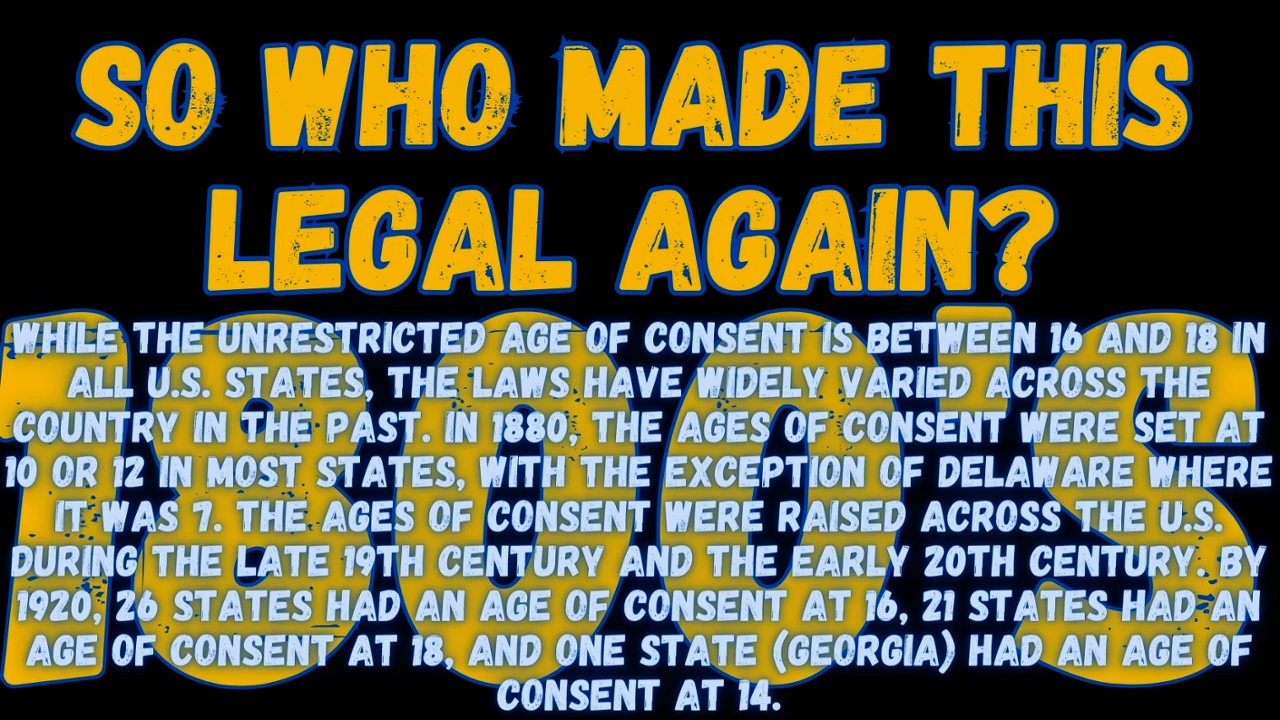 SO WHO MADE THIS
LEGAL AGAIN?
1800'S
WHILE THE UNRESTRICTED AGE OF CONSENT IS BETWEEN 16 AND 18 IN
ALL U.S. STATES, THE LAWS HAVE WIDELY VARIED ACROSS THE
COUNTRY IN THE PAST. IN 1880, THE AGES OF CONSENT WERE SET AT
10 OR 12 IN MOST STATES, WITH THE EXCEPTION OF DELAWARE WHERE
IT WAS 7. THE AGES OF CONSENT WERE RAISED ACROSS THE U.S.
DURING THE LATE 19TH CENTURY AND THE EARLY 20TH CENTURY. BY
1920, 26 STATES HAD AN AGE OF CONSENT AT 16, 21 STATES HAD AN
AGE OF CONSENT AT 18, AND ONE STATE (GEORGIA) HAD AN AGE OF
CONSENT AT 14.